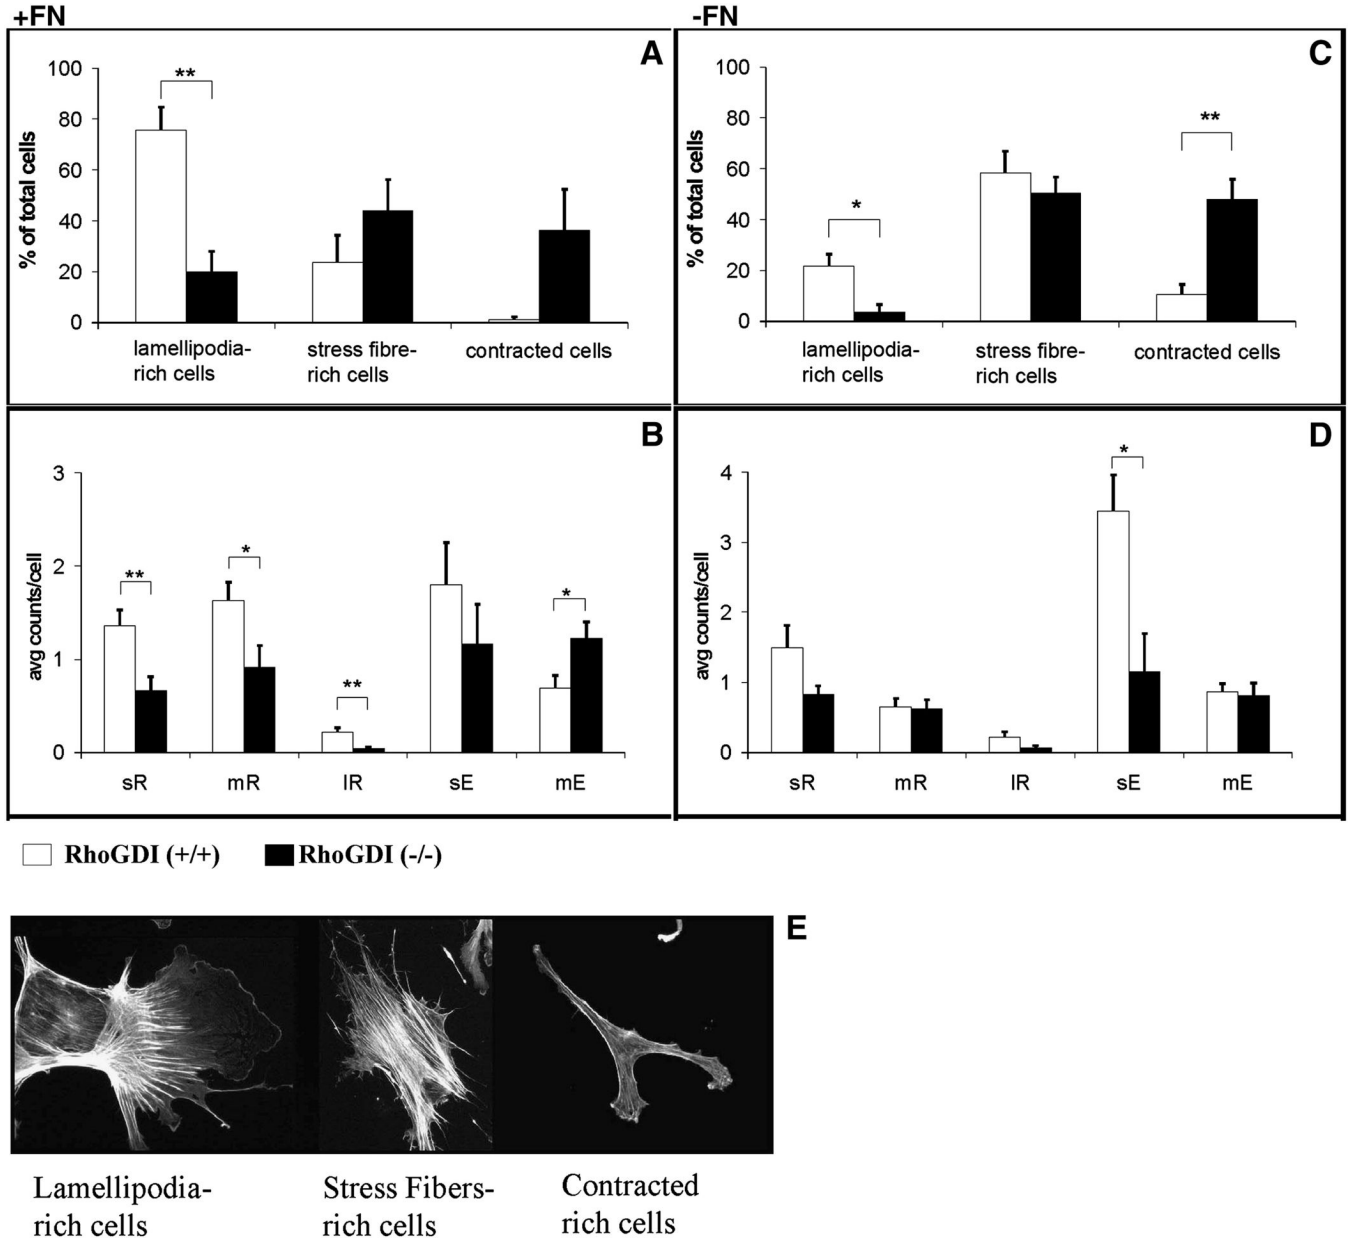 +FN
-FN
A
100
80
60
40
20
0
% of total cells
**
lamellipodia-
rich cells
stress fibre-
rich cells
contracted cells
C
100
80
60
40
20
0
% of total cells
*
**
lamellipodia-
rich cells
stress fibre-
rich cells
contracted cells
B
3
2
1
0
avg counts/cell
**
*
**
*
sR
mR
lR
sE
mE
D
4
3
2
1
0
avg counts/cell
*
sR
mR
lR
sE
mE
RhoGDI (+/+)
RhoGDI (-/-)
E
Lamellipodia-
rich cells
Stress Fibers-
rich cells
Contracted
rich cells